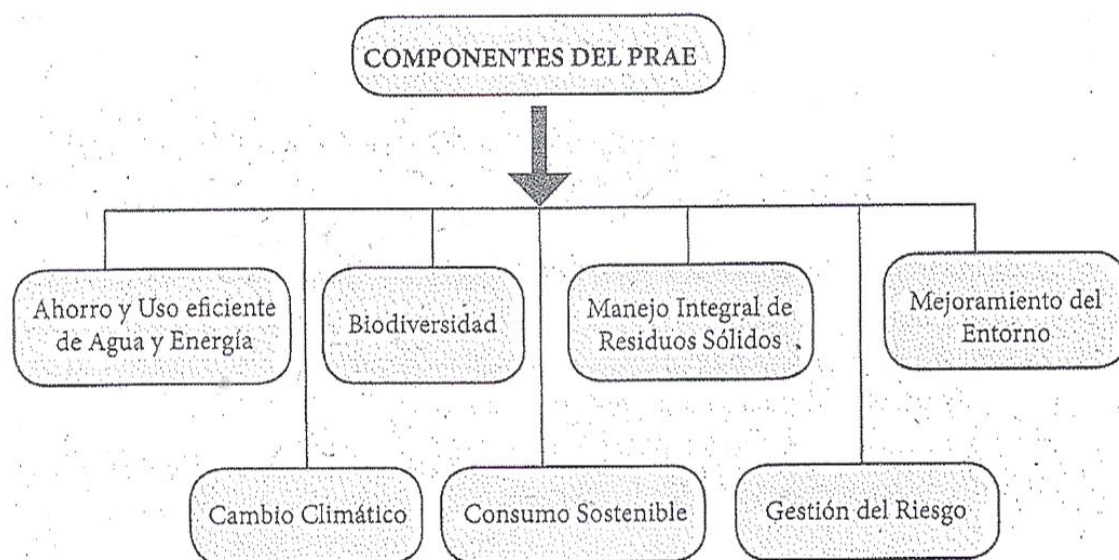 COMPONENTES DEL PRAE
Ahorro y Uso eficiente
de Agua y Energía
Biodiversidad
Manejo Integral de
Residuos Sólidos
Mejoramiento del
Entorno
Cambio Climático
Consumo Sostenible
Gestión del Riesgo